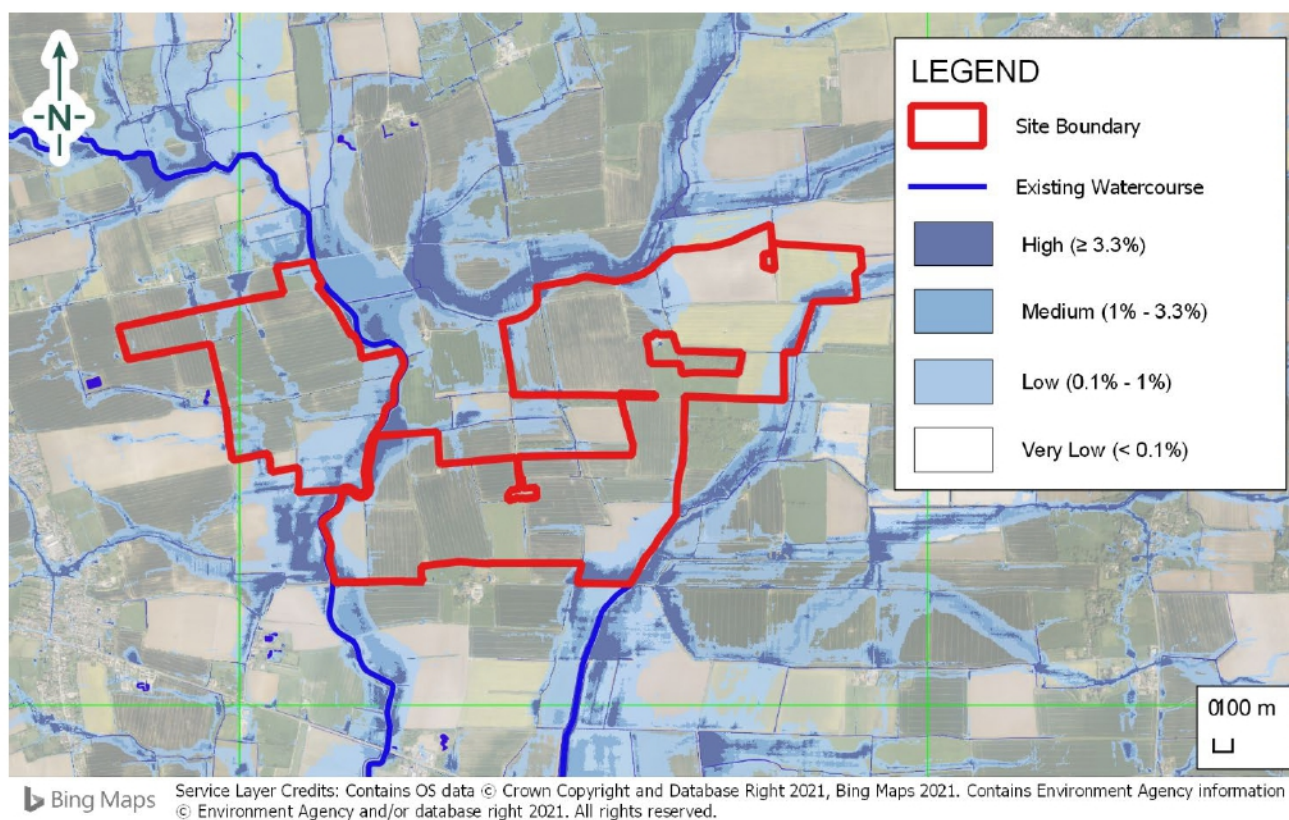 -N-
LEGEND
Site Boundary
Existing Watercourse
High (≥ 3.3%)
Medium (1% - 3.3%)
Low (0.1% - 1%)
Very Low (< 0.1%)
0100 m
Bing Maps
Service Layer Credits: Contains OS data © Crown Copyright and Database Right 2021, Bing Maps 2021. Contains Environment Agency information
© Environment Agency and/or database right 2021. All rights reserved.